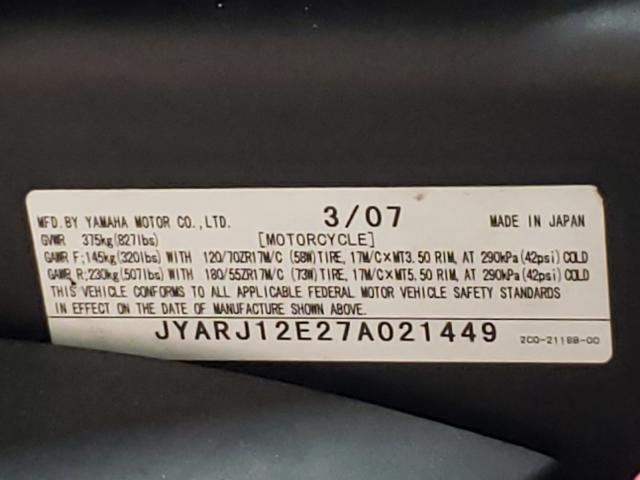 MFD.BY YAMAHA MOTOR CO.,LTD. 3/07 MADE IN JAPAN
GVWR 375kg(827lbs) [MOTORCYCLE]
GAWR F;145kg(320lbs) WITH 120/70ZR17M/C (58W)TIRE, 17M/C×MT3.50 RIM, AT 290kPa(42psi)COLD
GAWR R;230kg(507lbs) WITH 180/55ZR17M/C (73W)TIRE, 17M/C×MT5.50 RIM, AT 290kPa(42psi)COLD
THIS VEHICLE CONFORMS TO ALL APPLICABLE FEDERAL MOTOR VEHICLE SAFETY STANDARDS
IN EFFECT ON THE DATE OF MANUFACTURE SHOWN ABOVE.
JYARJ12E27A021449 2C0-2118B-00